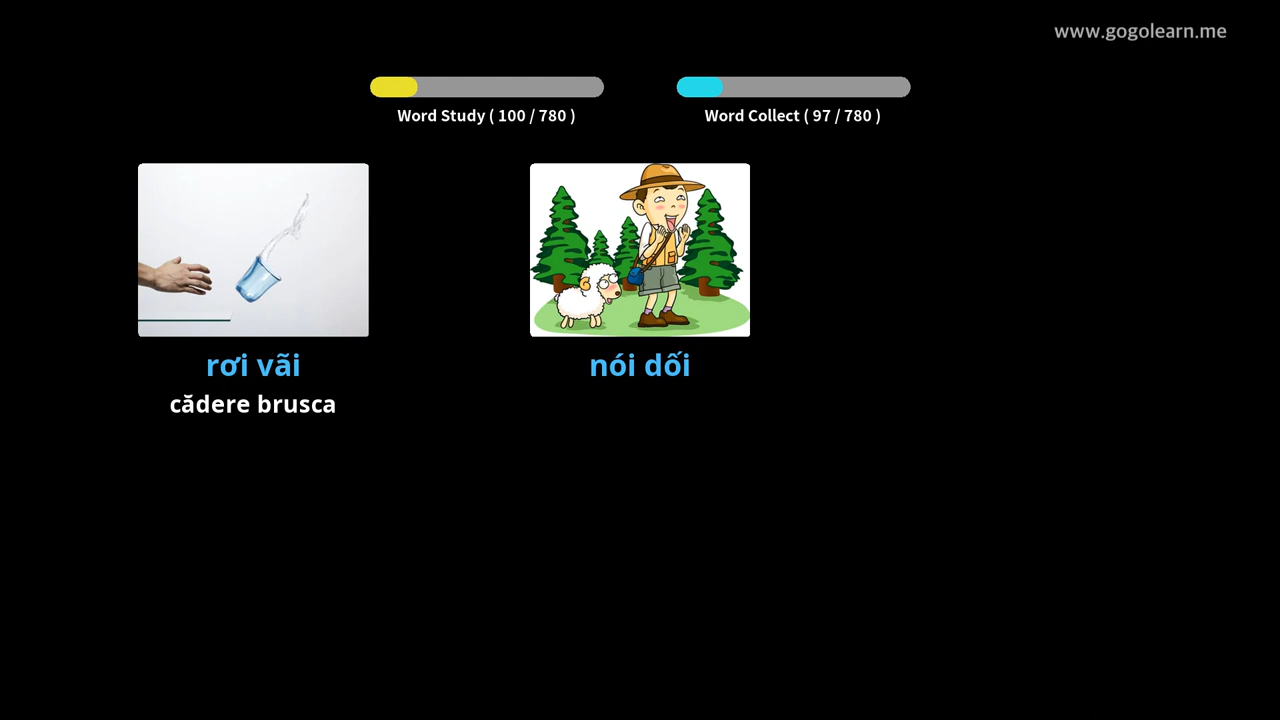 www.gogolearn.me
Word Study ( 100 / 780 )
Word Collect ( 97 / 780 )
rơi vãi
nói dối
cădere brusca